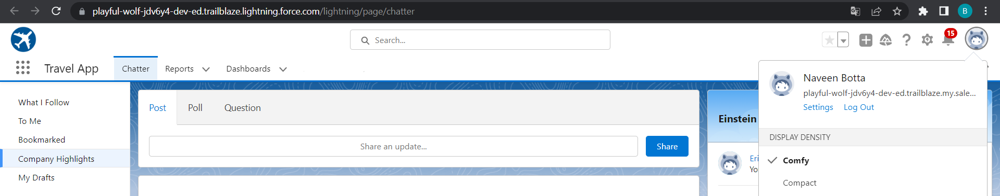 playful-wolf-jdv6y4-dev-ed.trailblaze.lightning.force.com/lightning/page/chatter
B
Search...
15
Travel App
Chatter
Reports
Dashboards
Naveen Botta
playful-wolf-jdv6y4-dev-ed.trailblaze.my.sale...
Settings
Log Out
What I Follow
To Me
Bookmarked
Company Highlights
My Drafts
Post
Poll
Question
Share an update...
Share
Einstein
Eri
Yo
DISPLAY DENSITY
Comfy
Compact